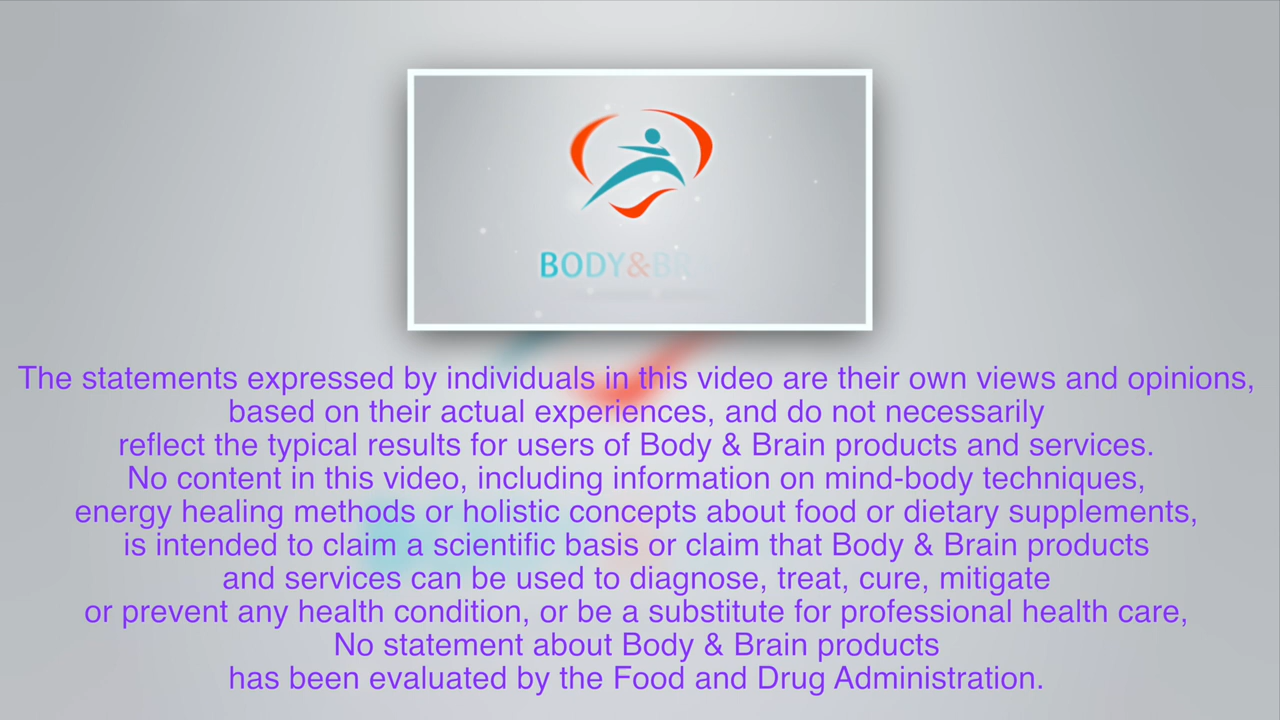 BODY&BR
The statements expressed by individuals in this video are their own views and opinions,
based on their actual experiences, and do not necessarily
reflect the typical results for users of Body & Brain products and services.
No content in this video, including information on mind-body techniques,
energy healing methods or holistic concepts about food or dietary supplements,
is intended to claim a scientific basis or claim that Body & Brain products
and services can be used to diagnose, treat, cure, mitigate
or prevent any health condition, or be a substitute for professional health care,
No statement about Body & Brain products
has been evaluated by the Food and Drug Administration.